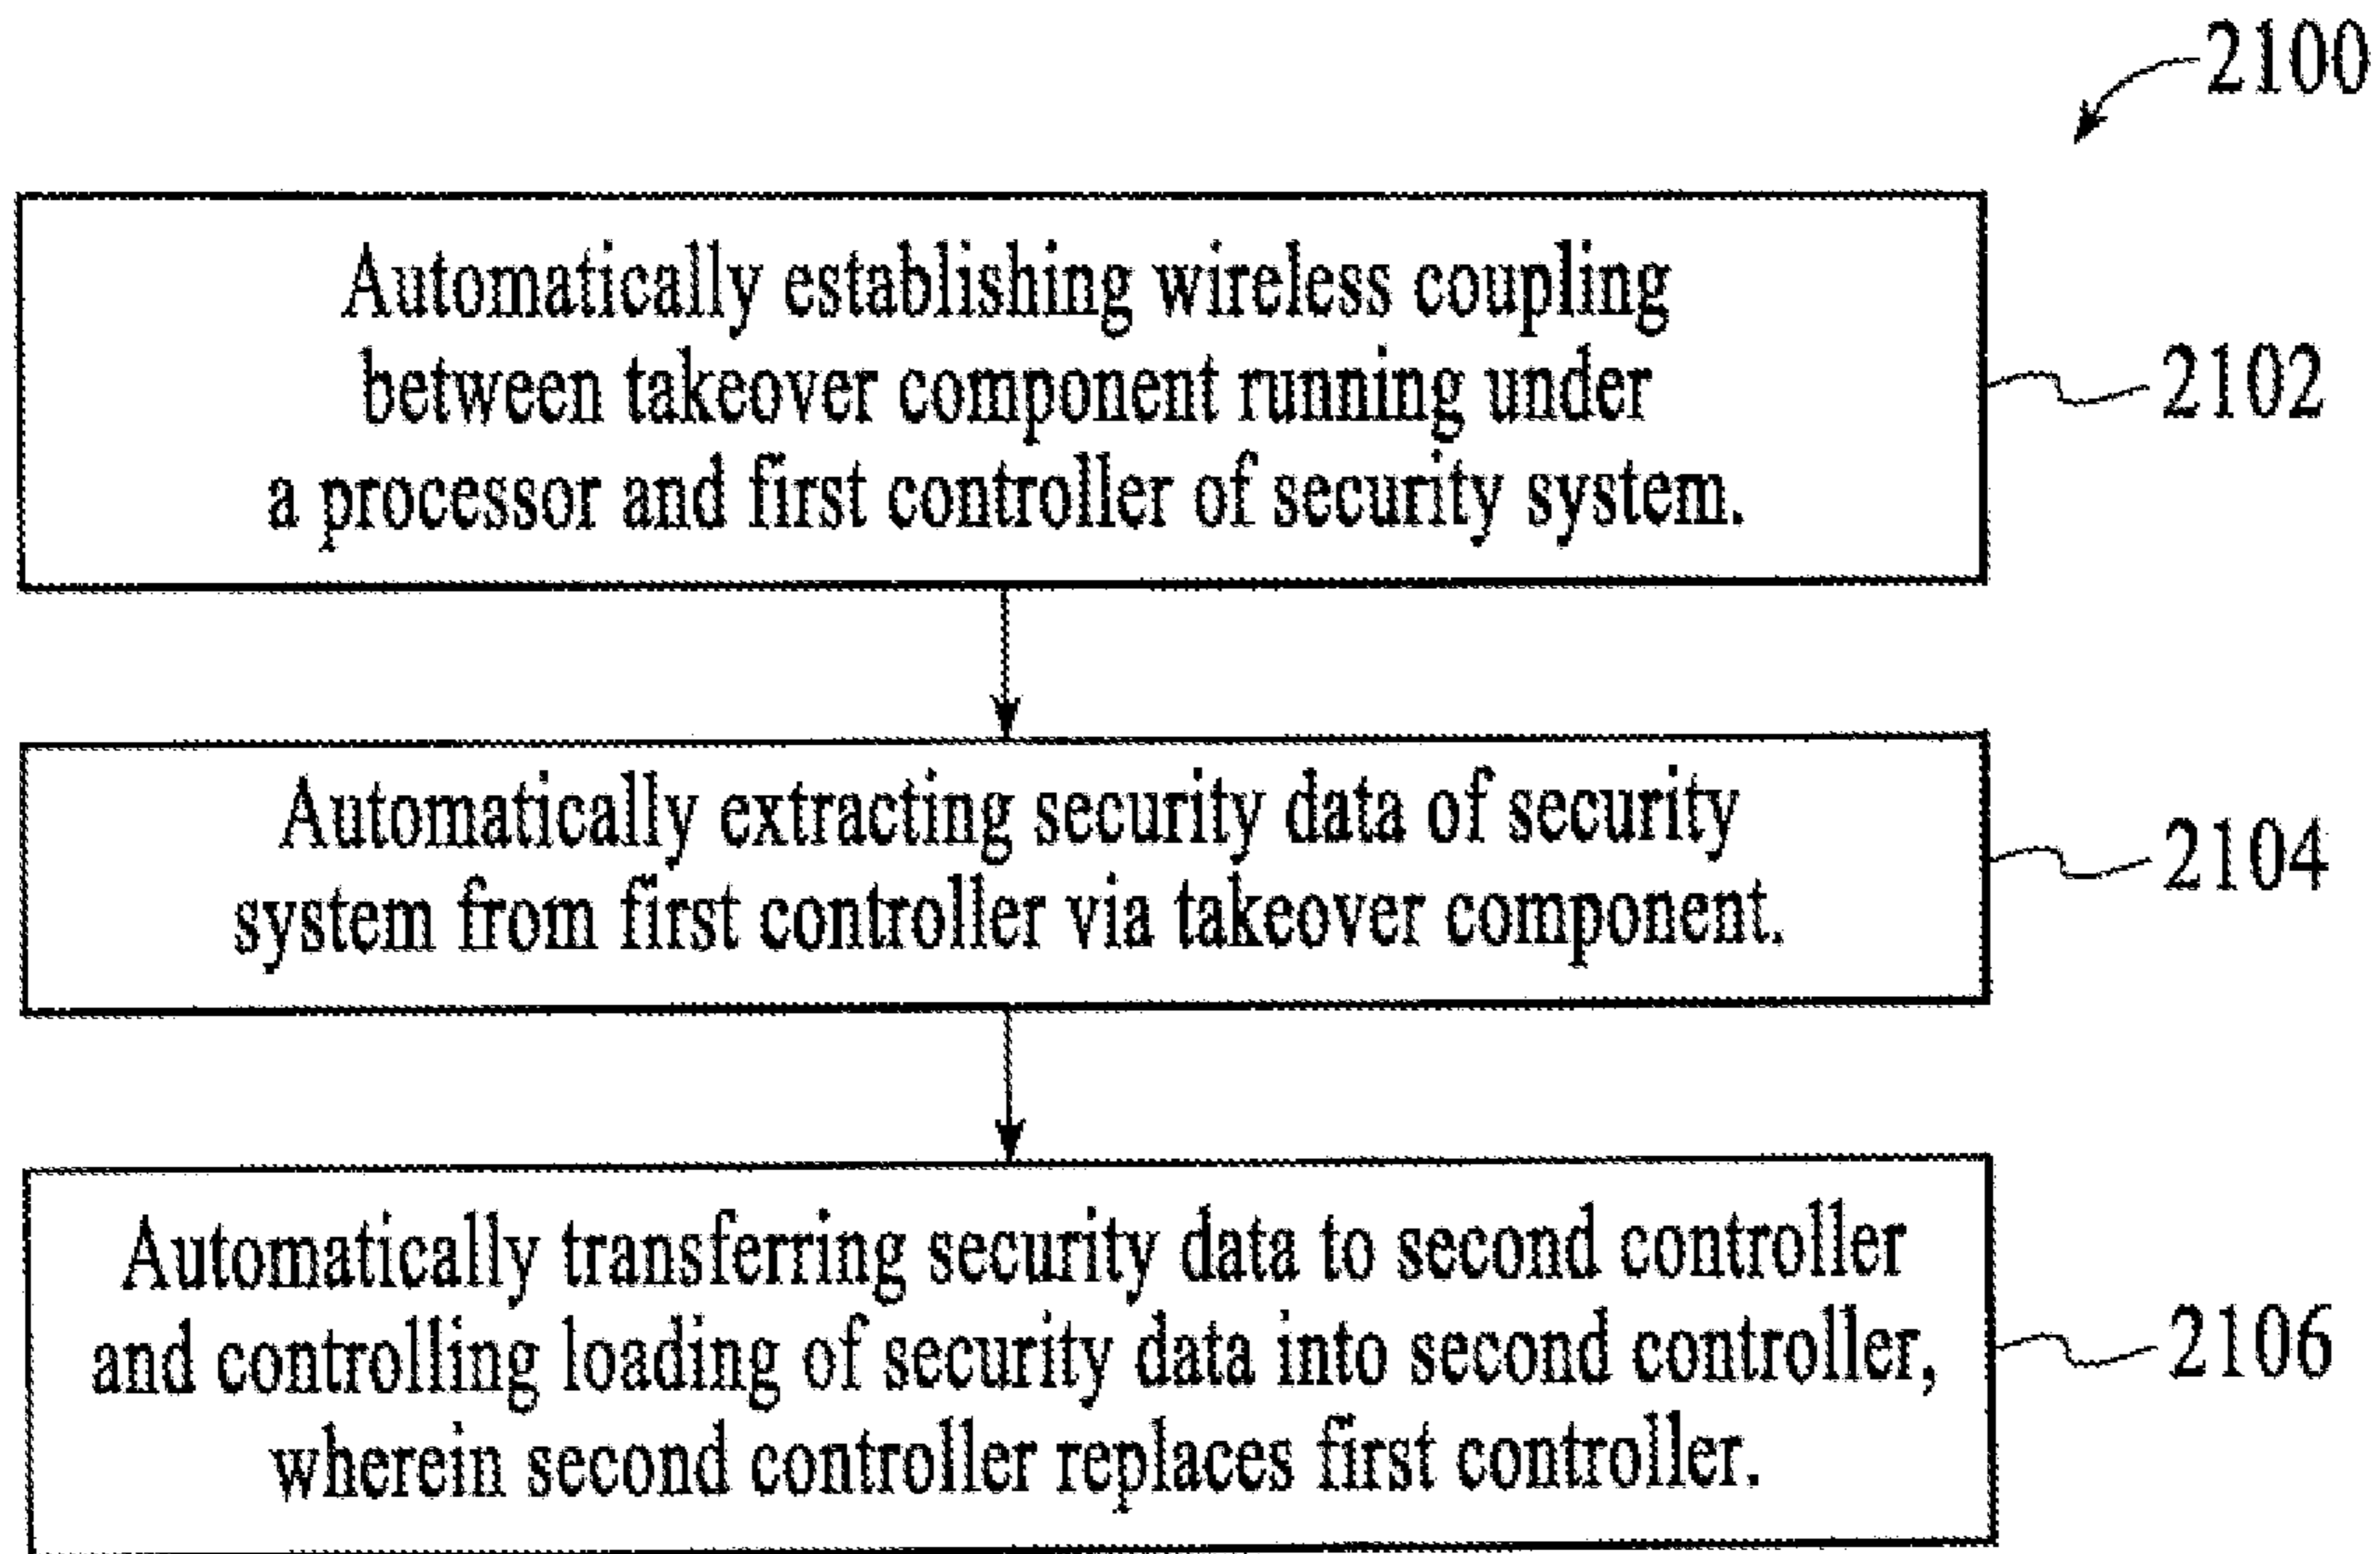 2100
Automatically establishing wireless coupling
between takeover component running under
a processor and first controller of security system.
2102
Automatically extracting security data of security
system from first controller via takeover component.
2104
Automatically transferring security data to second controller
and controlling loading of security data into second controller,
wherein second controller replaces first controller.
2106